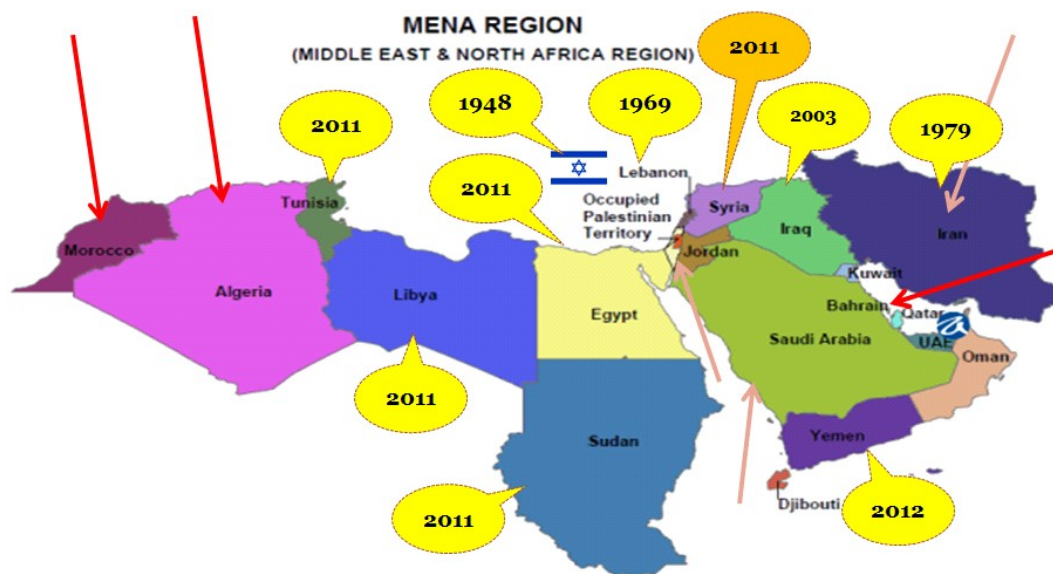 MENA REGION
(MIDDLE EAST & NORTH AFRICA REGION)
2011
1948
1969
2011
2003
1979
2011
Lebanon
Occupied
Palestinian
Territory
Tunisia
Syria
Iraq
Iran
Morocco
Jordan
Algeria
Libya
Egypt
Kuwait
Bahrain
Qatar
Saudi Arabia
UAE
Oman
2011
Sudan
Yemen
Djibouti
2011
2012